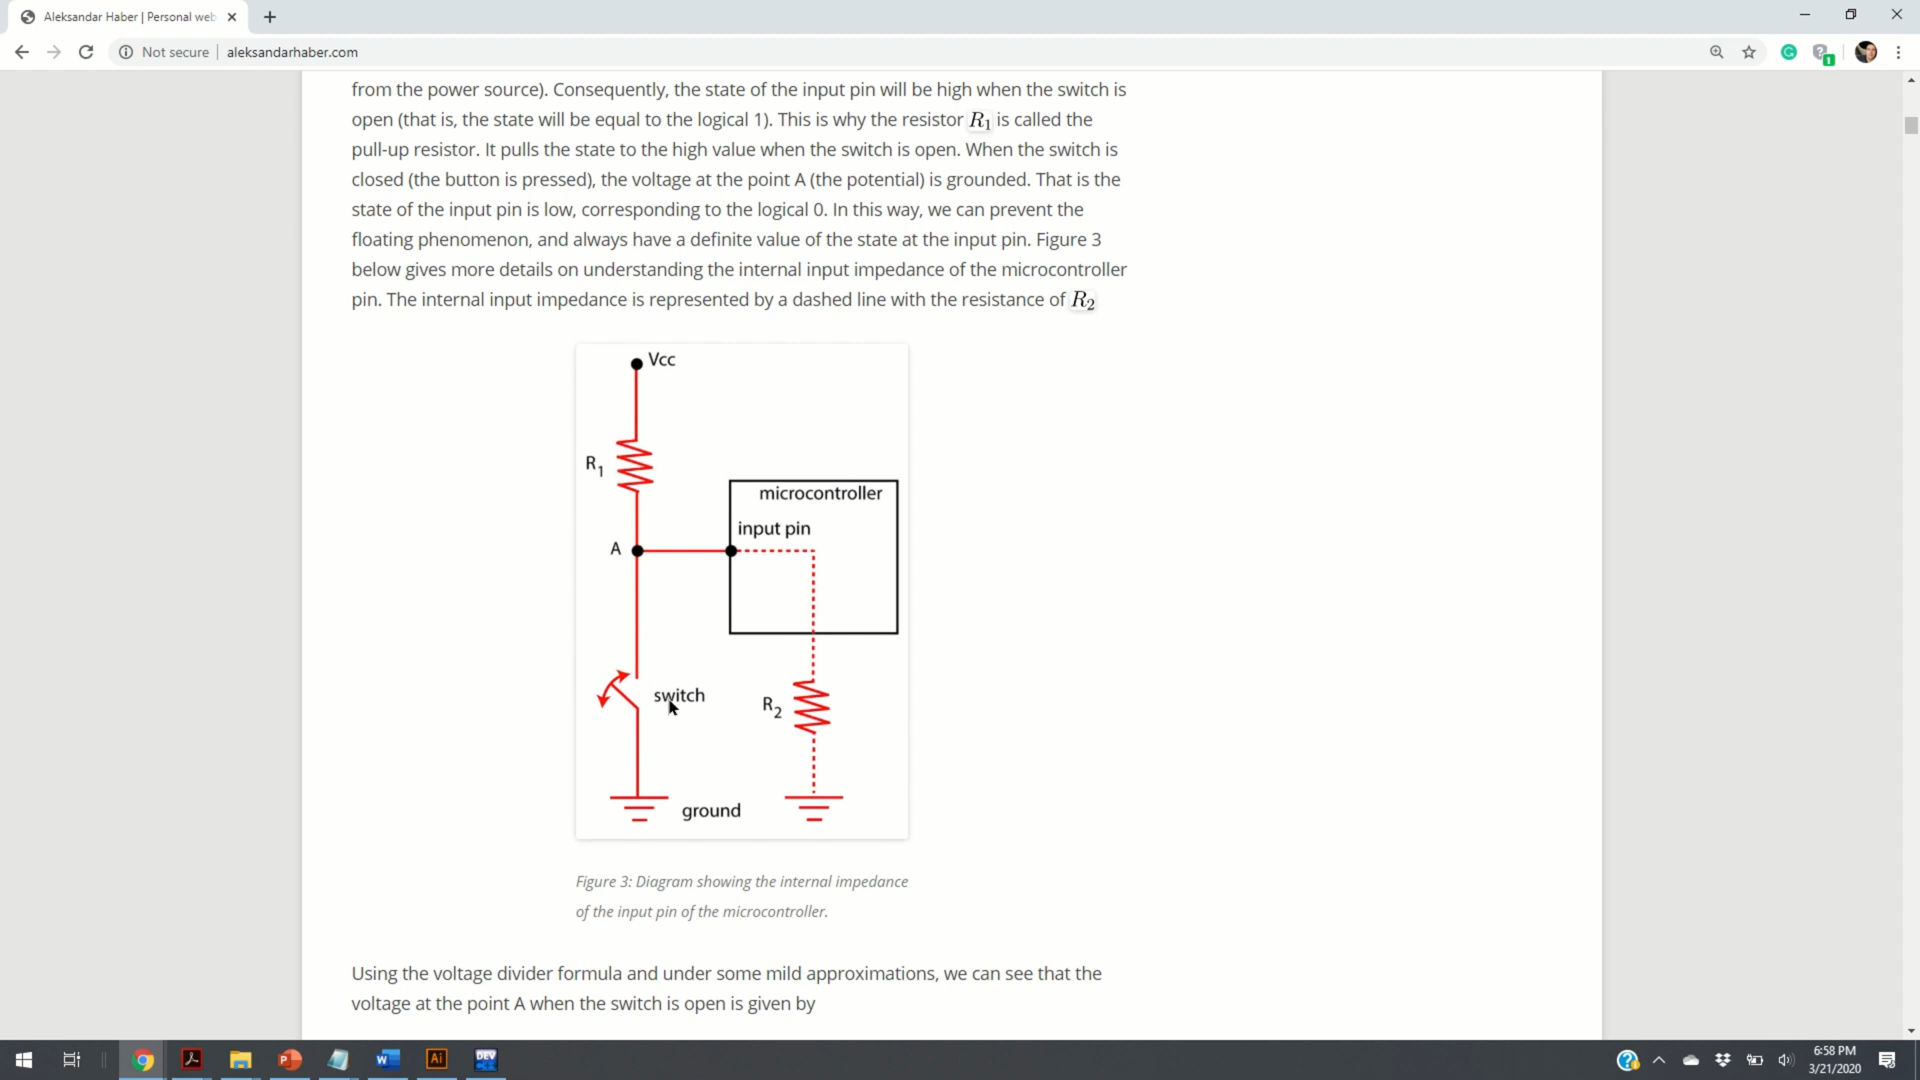 Aleksandar Haber | Personal web
Not secure
aleksandarhaber.com
1
from the power source). Consequently, the state of the input pin will be high when the switch is
open (that is, the state will be equal to the logical 1). This is why the resistor R1 is called the
pull-up resistor. It pulls the state to the high value when the switch is open. When the switch is
closed (the button is pressed), the voltage at the point A (the potential) is grounded. That is the
state of the input pin is low, corresponding to the logical 0. In this way, we can prevent the
floating phenomenon, and always have a definite value of the state at the input pin. Figure 3
below gives more details on understanding the internal input impedance of the microcontroller
pin. The internal input impedance is represented by a dashed line with the resistance of R2
Vcc
R1
microcontroller
input pin
A
switch
R2
ground
Figure 3: Diagram showing the internal impedance
of the input pin of the microcontroller.
Using the voltage divider formula and under some mild approximations, we can see that the
voltage at the point A when the switch is open is given by
P
W
Ai
DEV
6:58 PM
3/21/2020